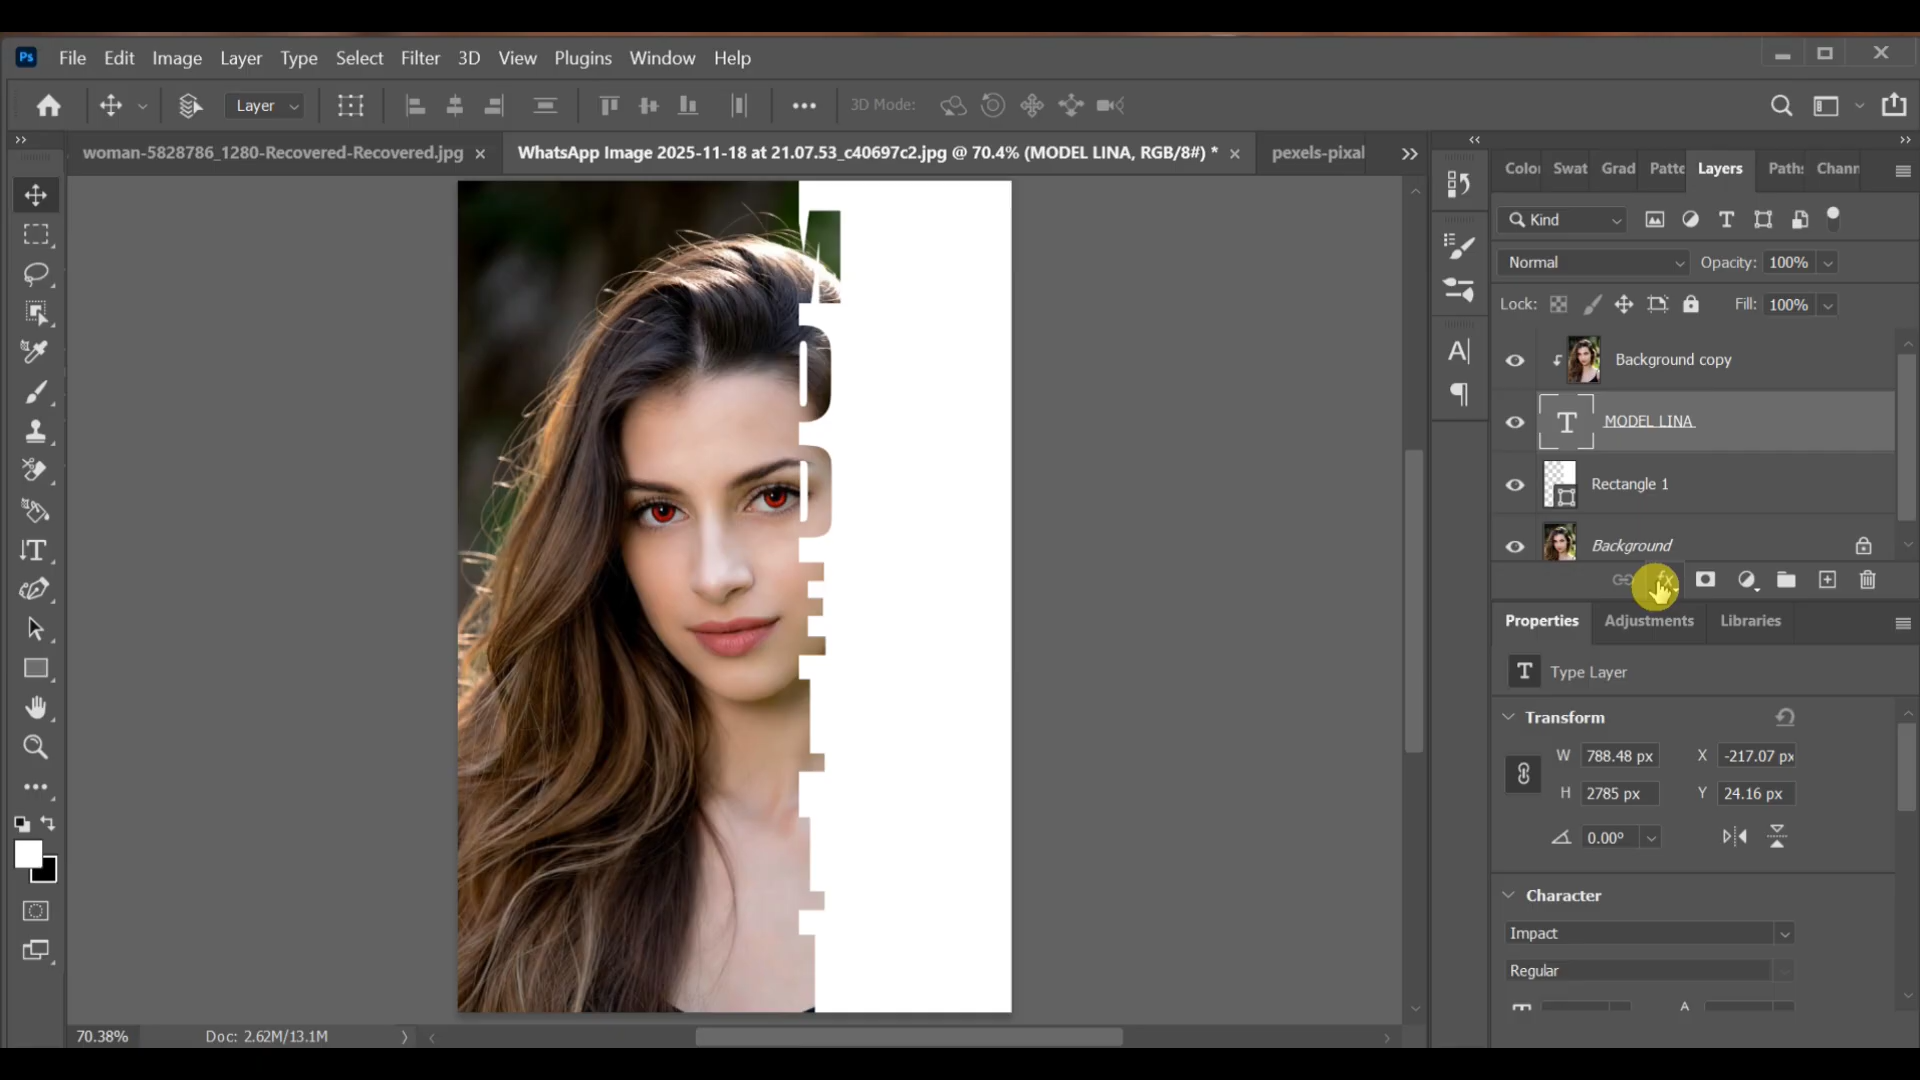 Ps File Edit Image Layer Type Select Filter 3D View Plugins Window Help
Layer 3D Mode:
woman-5828786_1280-Recovered-Recovered.jpg WhatsApp Image 2025-11-18 at 21.07.53_c40697c2.jpg @ 70.4% (MODEL LINA, RGB/8#) * pexels-pixal
Color Swat Grad Patte Layers Paths Chann
Kind
Normal Opacity: 100%
Lock: Fill: 100%
Background copy
MODEL LINA
Rectangle 1
Background
fx
Properties Adjustments Libraries
T Type Layer
Transform
W 788.48 px X -217.07 px
H 2785 px Y 24.16 px
0.00°
Character
Impact
Regular
70.38% Doc: 2.62M/13.1M